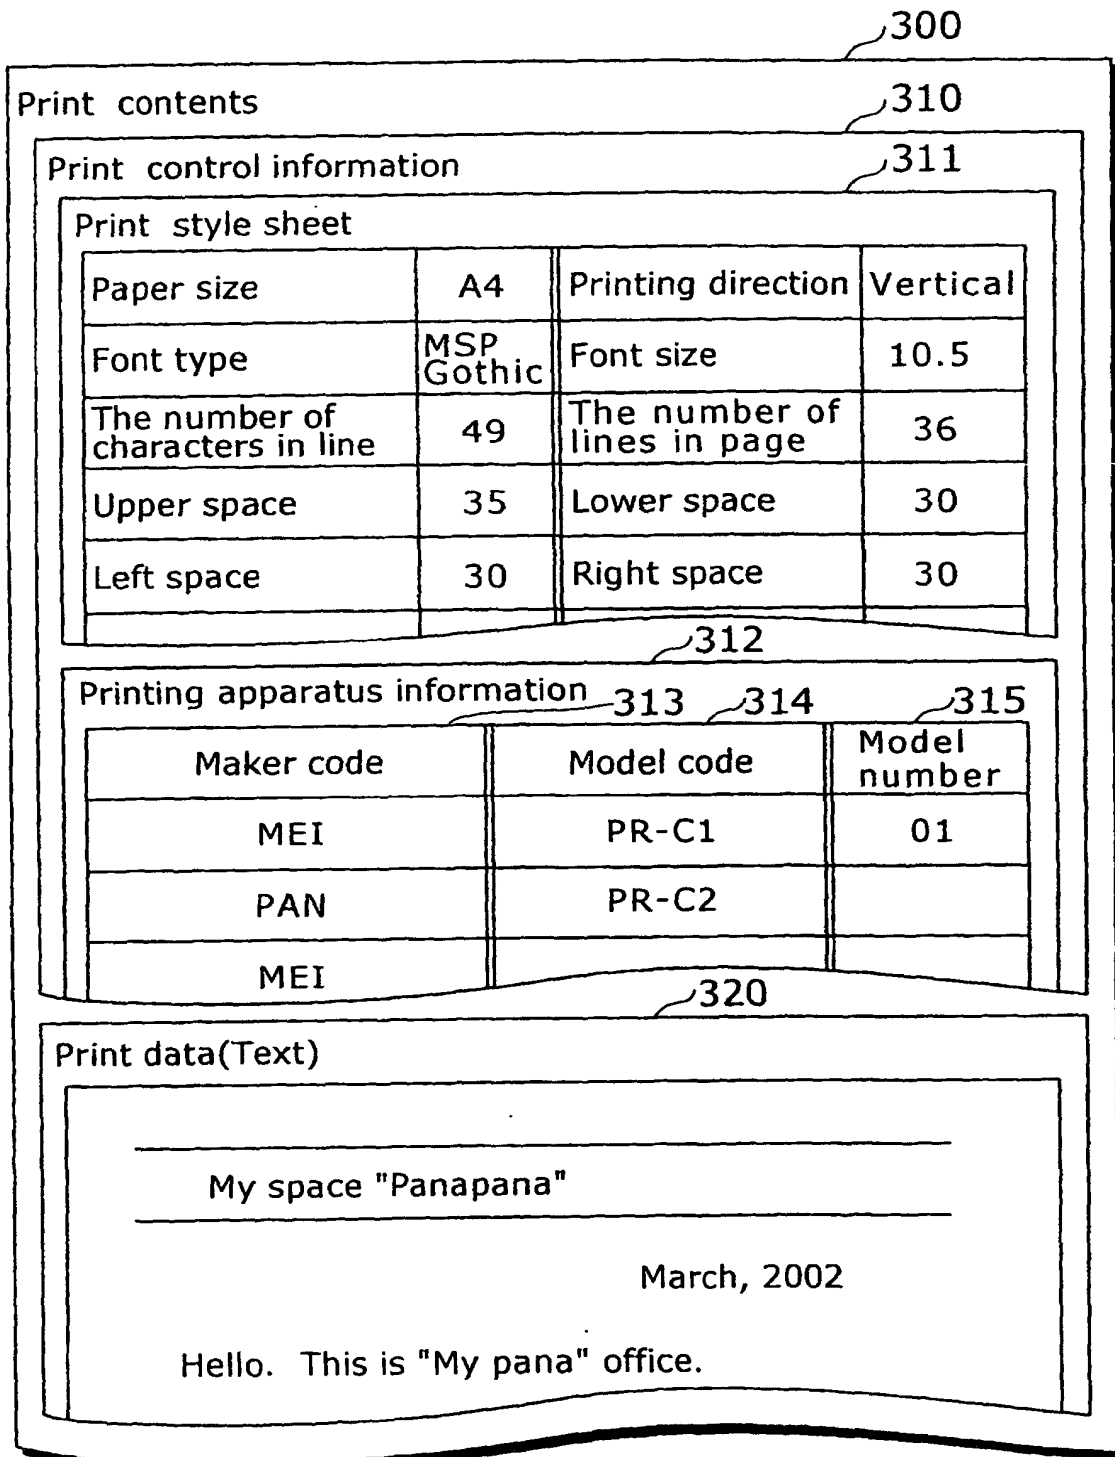 300
Print contents
310
Print control information
311
Print style sheet
Paper size A4 Printing direction Vertical
Font type MSP Gothic Font size 10.5
The number of characters in line 49 The number of lines in page 36
Upper space 35 Lower space 30
Left space 30 Right space 30
312
Printing apparatus information
313 314 315
Maker code Model code Model number
MEI PR-C1 01
PAN PR-C2
MEI
320
Print data(Text)
My space "Panapana"
March, 2002
Hello. This is "My pana" office.